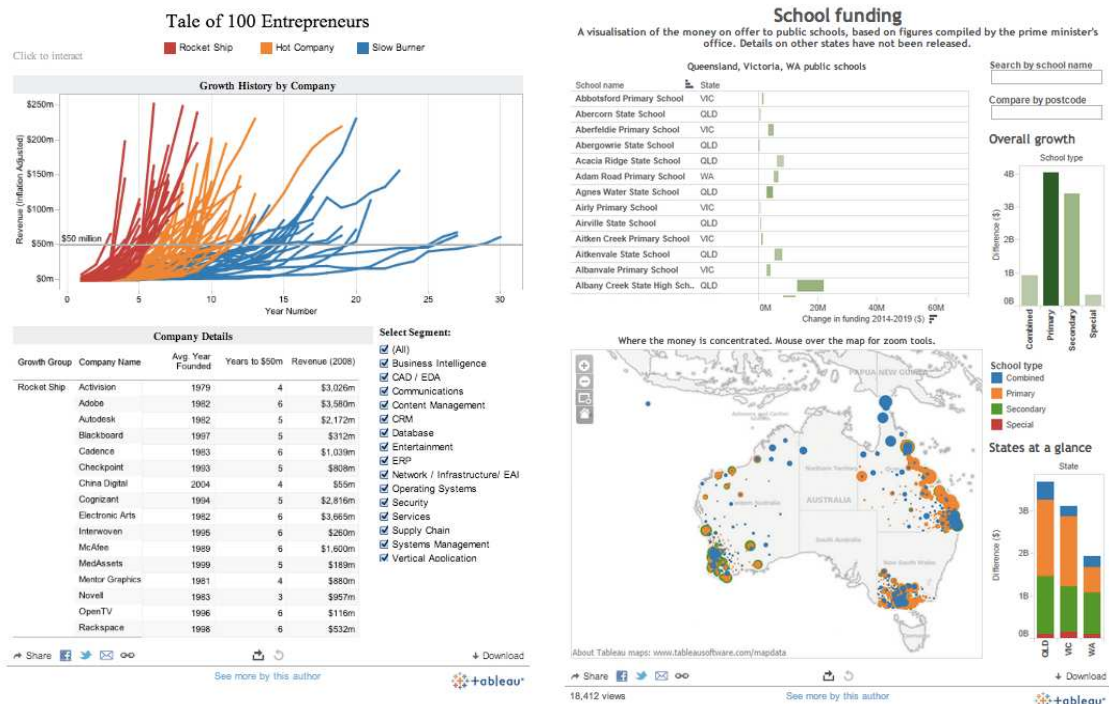 Tale of 100 Entrepreneurs
Click to interact
Rocket Ship Hot Company Slow Burner
Growth History by Company
Revenue (Inflation Adjusted)
$250m
$200m
$150m
$100m
$50m
$0m
$50 million
0 5 10 15 20 25 30
Year Number
Company Details
Growth Group Company Name Avg. Year Founded Years to $50m Revenue (2008)
Rocket Ship Activision 1979 4 $3,026m
Adobe 1982 6 $3,580m
Autodesk 1982 5 $2,172m
Blackboard 1997 5 $312m
Cadence 1983 6 $1,039m
Checkpoint 1993 5 $808m
China Digital 2004 4 $55m
Cognizant 1994 5 $2,816m
Electronic Arts 1982 6 $3,665m
Interwoven 1995 6 $260m
McAfee 1989 6 $1,600m
MedAssets 1999 5 $189m
Mentor Graphics 1981 4 $880m
Novell 1983 3 $957m
OpenTV 1996 6 $116m
Rackspace 1998 6 $532m
Select Segment:
(All)
Business Intelligence
CAD / EDA
Communications
Content Management
CRM
Database
Entertainment
ERP
Network / Infrastructure/ EAI
Operating Systems
Security
Services
Supply Chain
Systems Management
Vertical Application
Share
Download
See more by this author
+ableau
School funding
A visualisation of the money on offer to public schools, based on figures compiled by the prime minister's
office. Details on other states have not been released.
Queensland, Victoria, WA public schools
School name State
Abbotsford Primary School VIC
Abercorn State School QLD
Aberfeldie Primary School VIC
Abergowrie State School QLD
Acacia Ridge State School QLD
Adam Road Primary School WA
Agnes Water State School QLD
Airly Primary School VIC
Airville State School QLD
Aitken Creek Primary School VIC
Aitkenvale State School QLD
Albanvale Primary School VIC
Albany Creek State High Sch.. QLD
0M 20M 40M 60M
Change in funding 2014-2019 ($)
Search by school name
Compare by postcode
Overall growth
School type
Difference ($)
4B
3B
2B
1B
0B
Combined
Primary
Secondary
Special
Where the money is concentrated. Mouse over the map for zoom tools.
PAPUA NEW GUINEA
Northern Territory
AUSTRALIA
South Australia
New South Wales
About Tableau maps: www.tableausoftware.com/mapdata
School type
Combined
Primary
Secondary
Special
States at a glance
State
Difference ($)
3B
2B
1B
0B
QLD
VIC
WA
Share
Download
18,412 views
See more by this author
+ableau